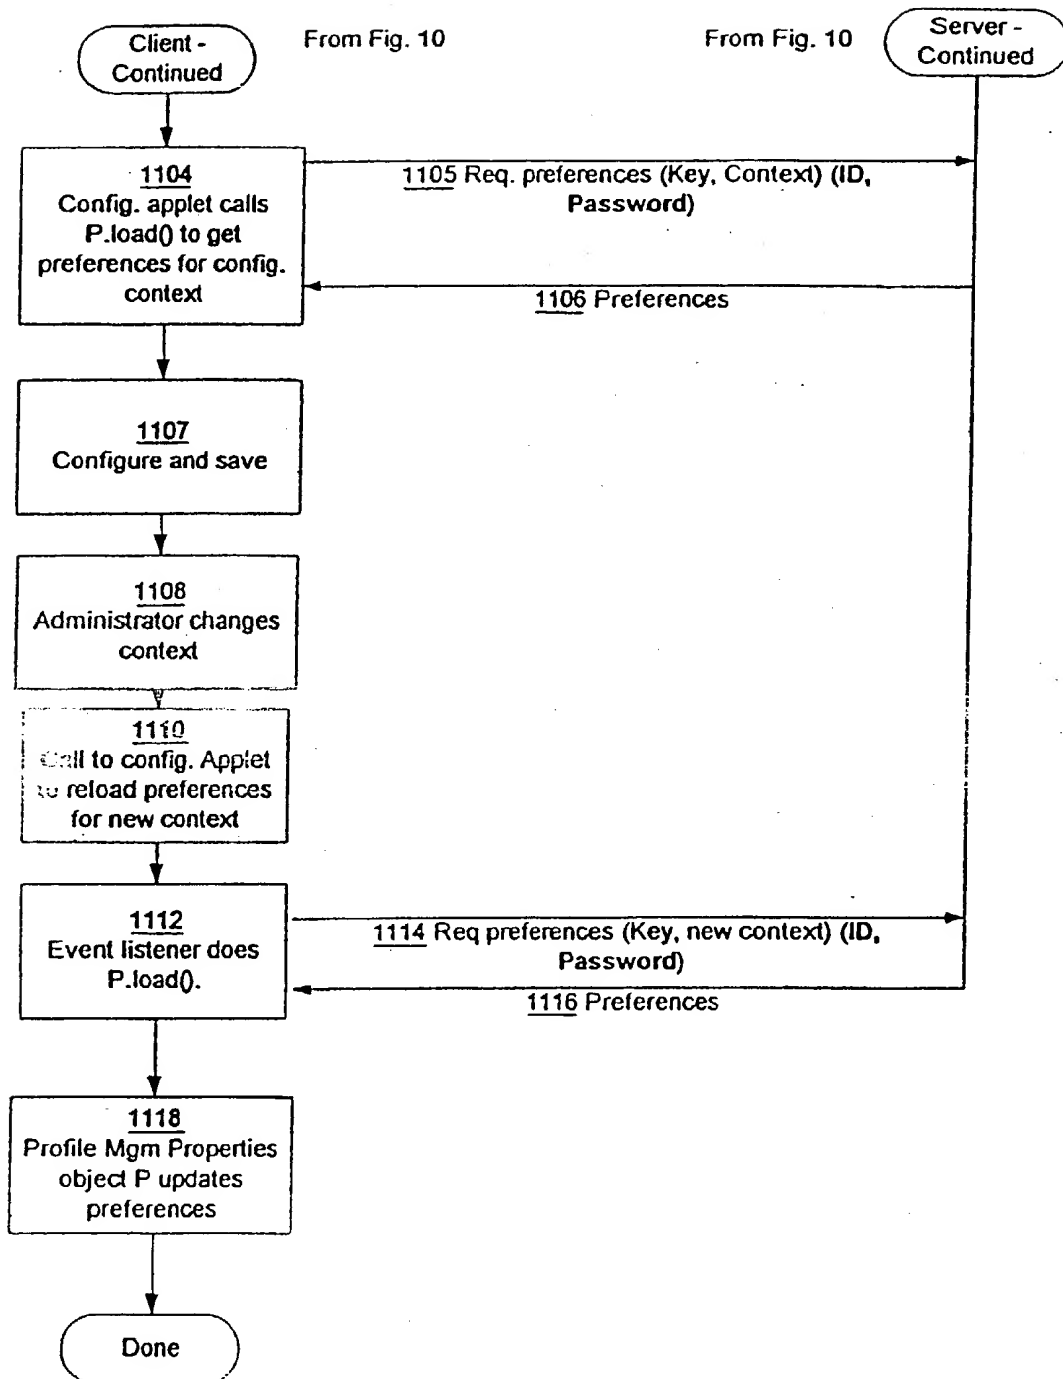 Client -
Continued
From Fig. 10
From Fig. 10
Server -
Continued
1104
Config. applet calls
P.load() to get
preferences for config.
context
1105 Req. preferences (Key, Context) (ID,
Password)
1106 Preferences
1107
Configure and save
1108
Administrator changes
context
1110
Call to config. Applet
to reload preferences
for new context
1112
Event listener does
P.load().
1114 Req preferences (Key, new context) (ID,
Password)
1116 Preferences
1118
Profile Mgm Properties
object P updates
preferences
Done